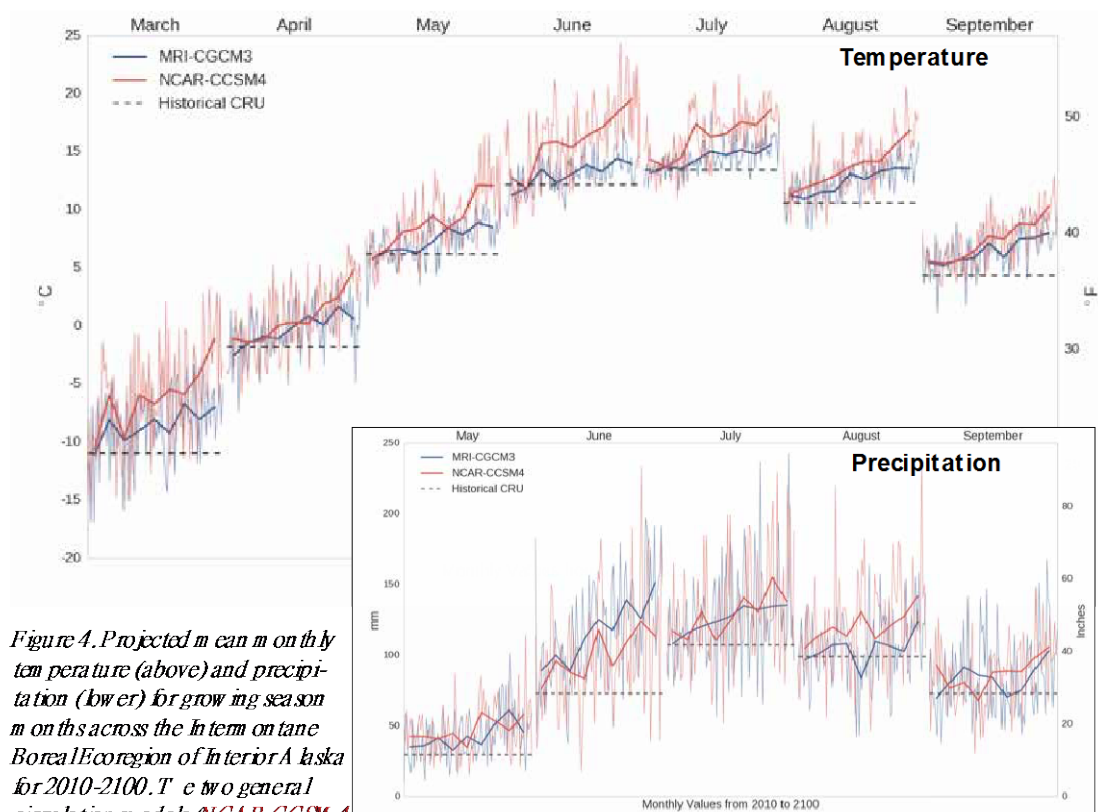 March April May June July August September
Temperature
MRI-CGCM3
NCAR-CCSM4
Historical CRU
25
20
15
10
5
0
-5
-10
-15
-20
°C
50
40
30
°F
May June July August September
Precipitation
MRI-CGCM3
NCAR-CCSM4
Historical CRU
250
200
150
100
50
0
mm
80
60
40
20
0
Inches
Monthly Values from 2010 to 2100
Figure 4. Projected mean monthly
temperature (above) and precipi-
tation (lower) for growing season
months across the Intermontane
Boreal Ecoregion of Interior Alaska
for 2010-2100. T e two general